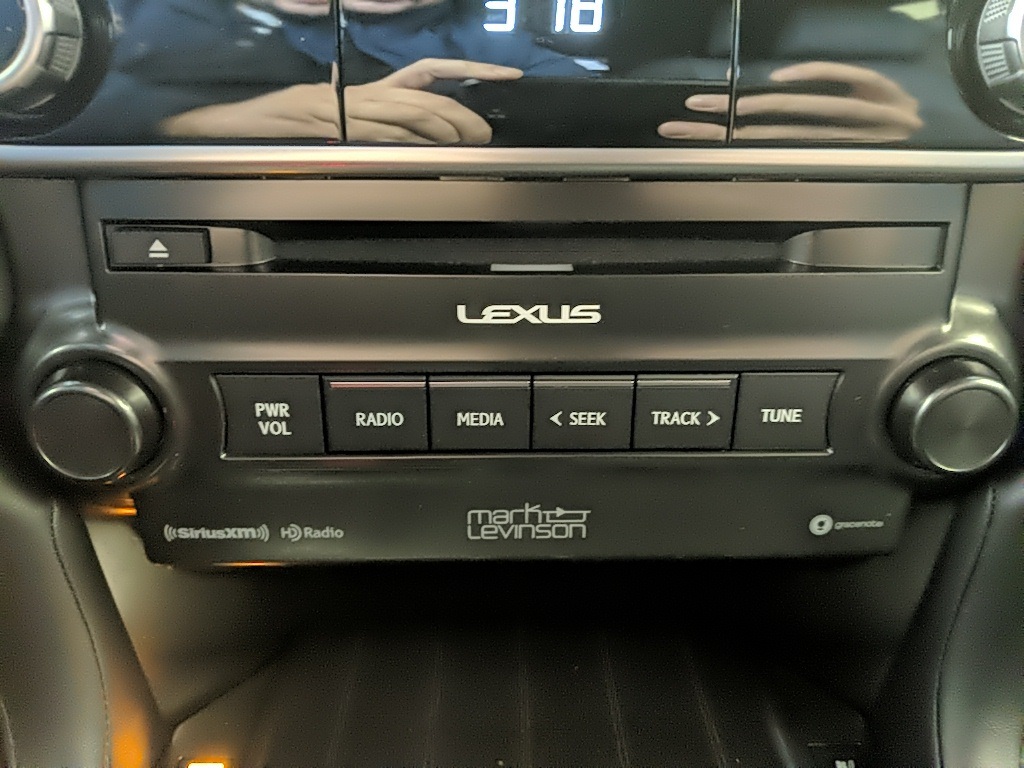 3 18
LEXUS
PWR
VOL
RADIO
MEDIA
< SEEK
TRACK >
TUNE
SiriusXM
HD Radio
mark
Levinson
gracenote